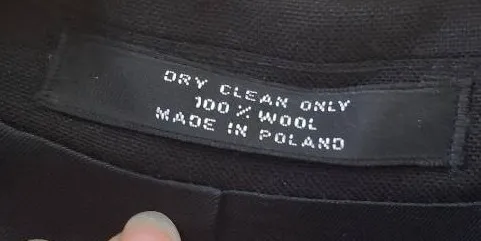 DRY CLEAN ONLY
100 % WOOL
MADE IN POLAND